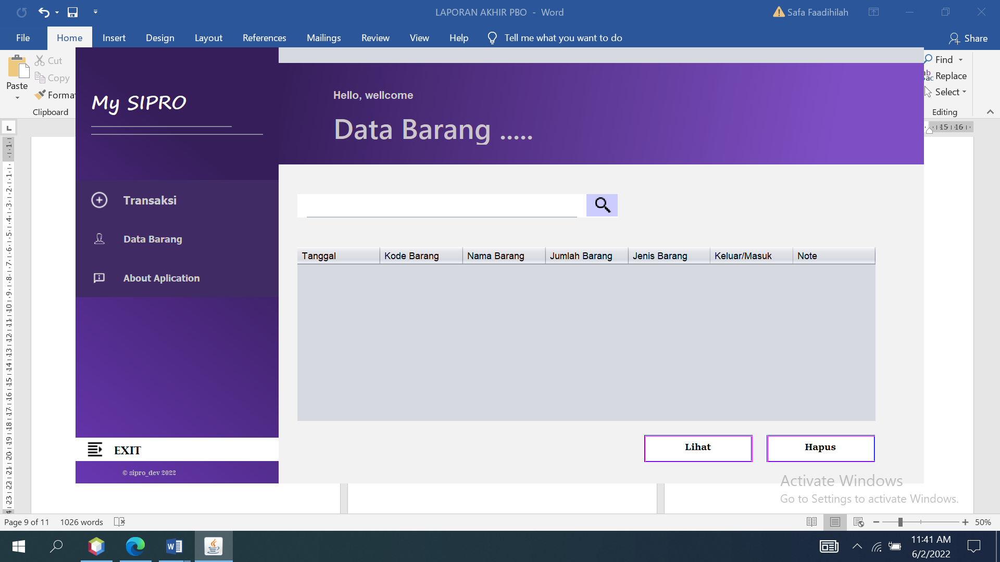 LAPORAN AKHIR PBO - Word
Safa Faadihilah
File Home Insert Design Layout References Mailings Review View Help Tell me what you want to do Share
Paste
Cut
Copy
Clipboard
Find
Replace
Select
Editing
15 16
My SIPRO
Hello, wellcome
Data Barang .....
Transaksi
Data Barang
About Aplication
Tanggal Kode Barang Nama Barang Jumlah Barang Jenis Barang Keluar/Masuk Note
Lihat Hapus
EXIT
© sipro_dev 2022
Activate Windows
Go to Settings to activate Windows.
Page 9 of 11 1026 words 50%
11:41 AM
6/2/2022